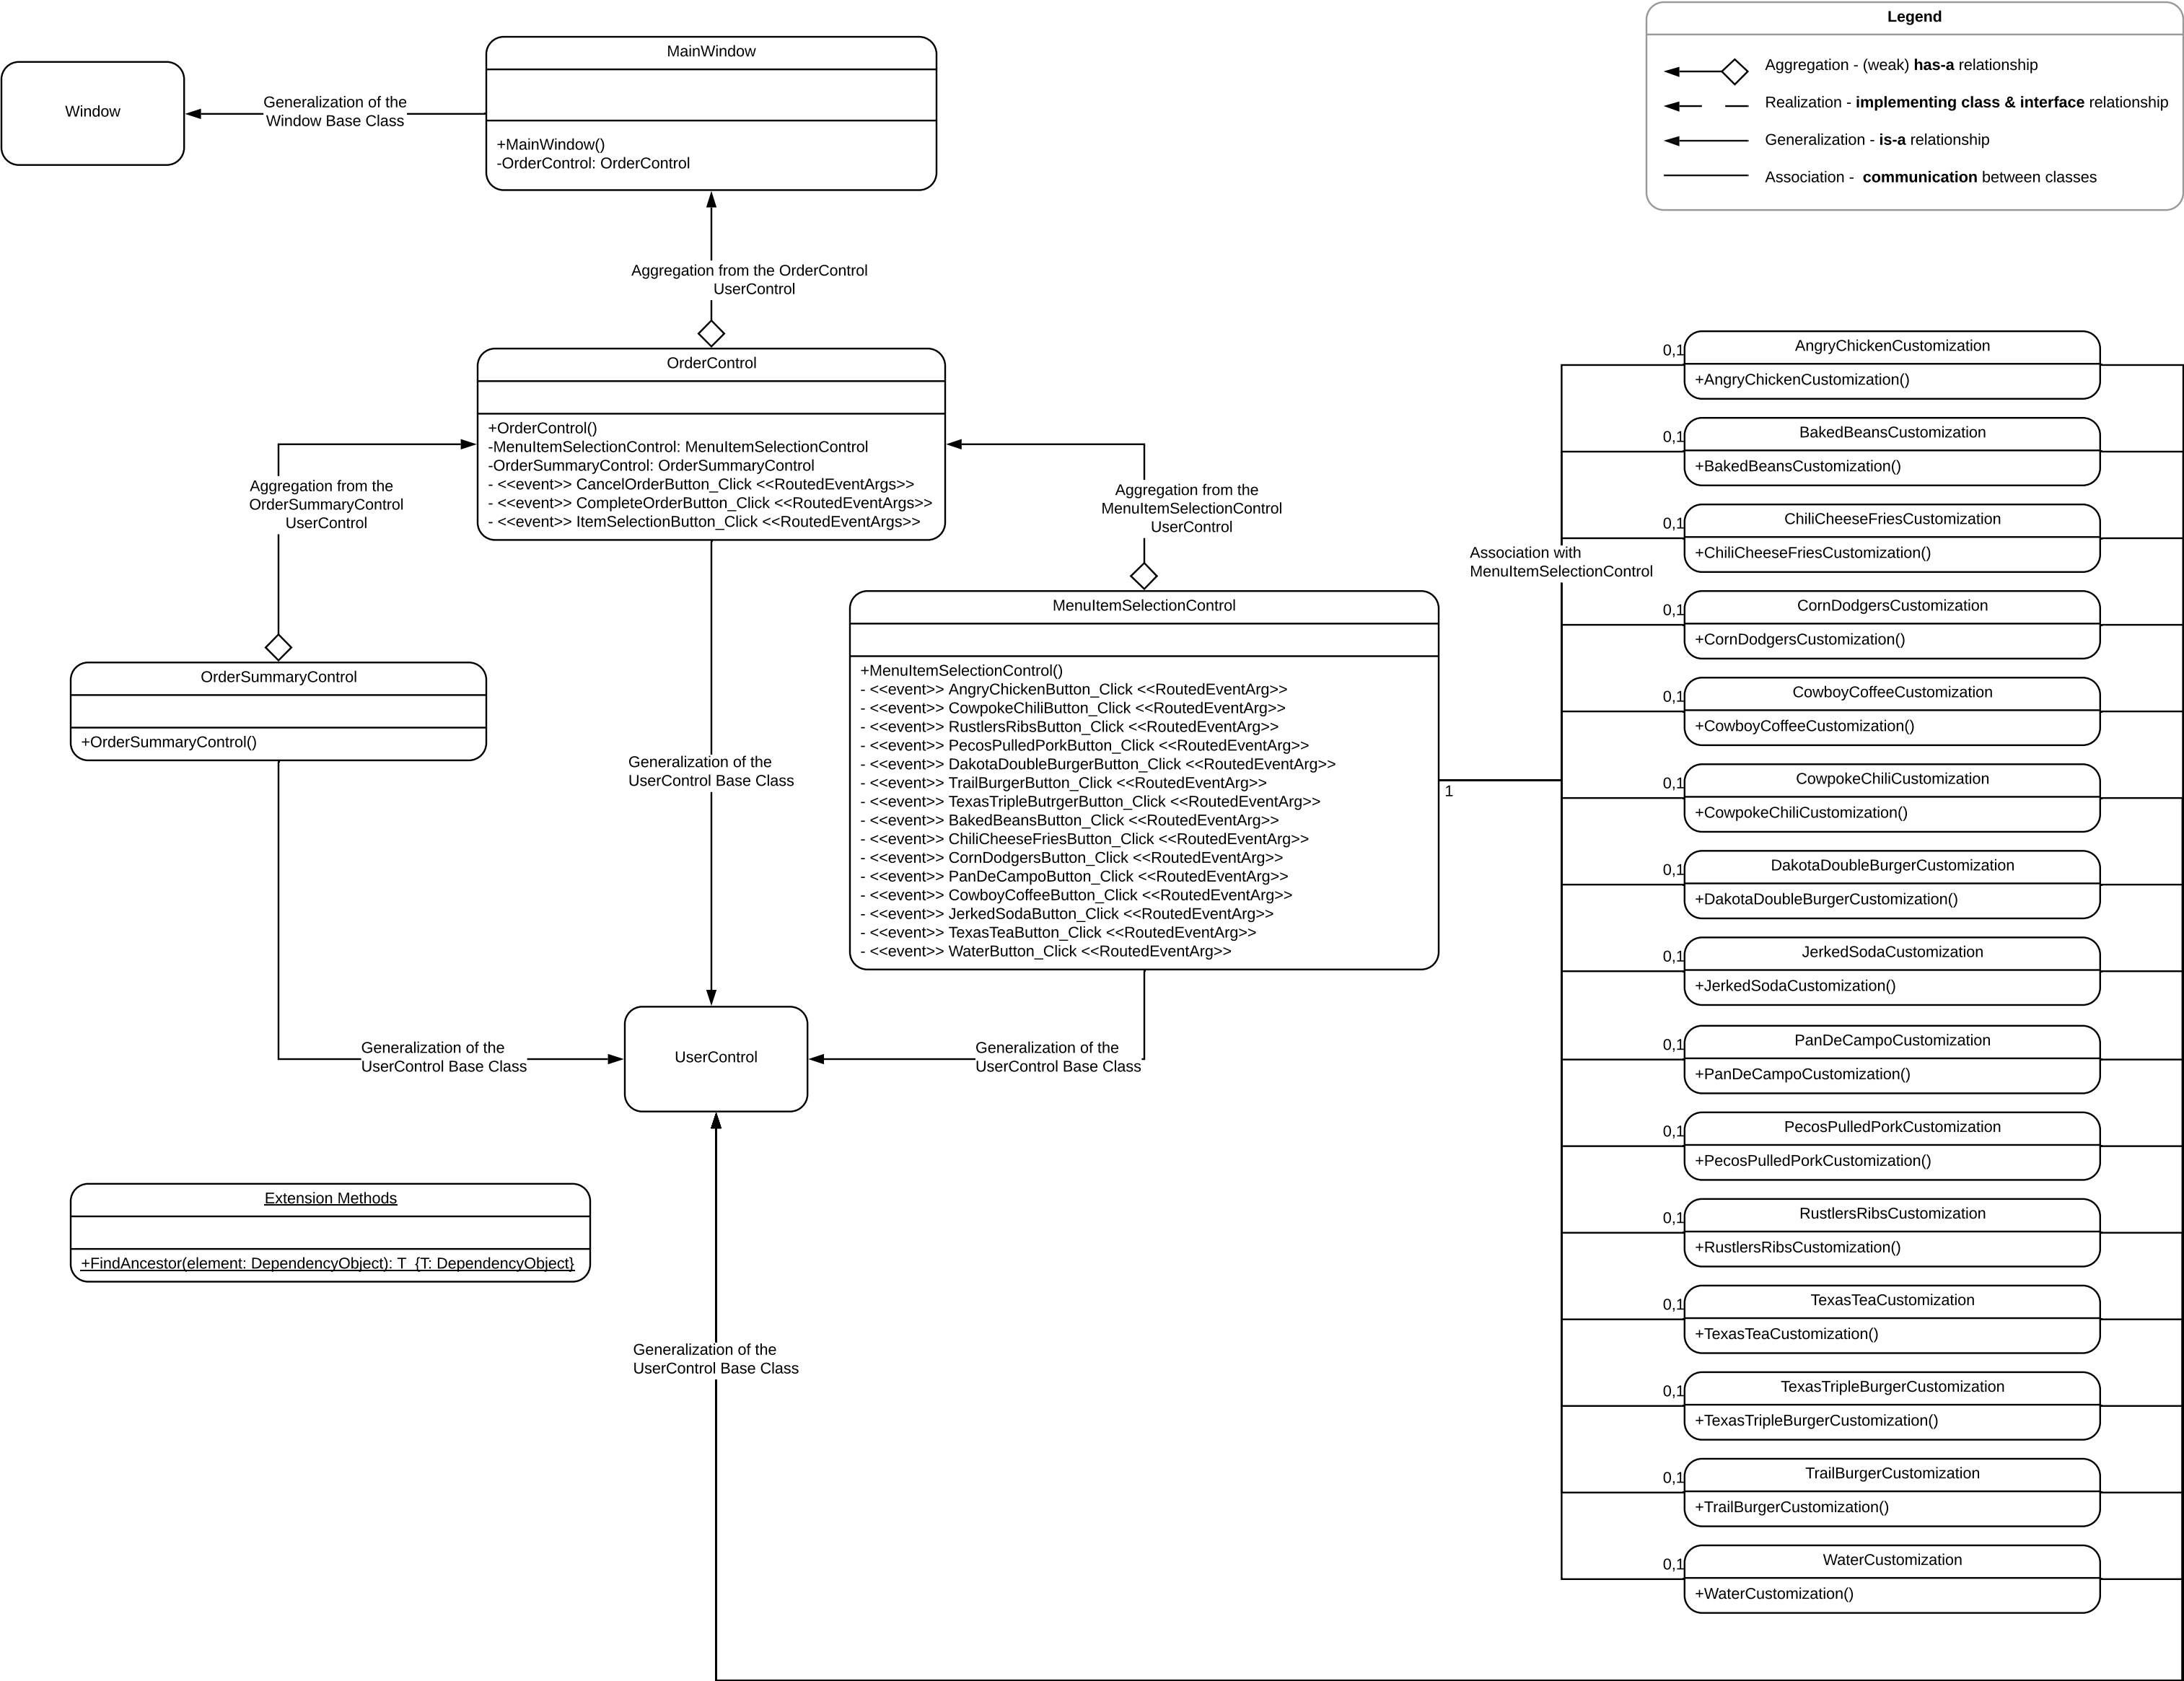 Legend
Aggregation - (weak) has-a relationship
Realization - implementing class & interface relationship
Generalization - is-a relationship
Association -  communication between classes
Window
Generalization of the
Window Base Class
MainWindow
+MainWindow()
-OrderControl: OrderControl
Aggregation from the OrderControl
UserControl
OrderControl
+OrderControl()
-MenuItemSelectionControl: MenuItemSelectionControl
-OrderSummaryControl: OrderSummaryControl
- <<event>> CancelOrderButton_Click <<RoutedEventArgs>>
- <<event>> CompleteOrderButton_Click <<RoutedEventArgs>>
- <<event>> ItemSelectionButton_Click <<RoutedEventArgs>>
Aggregation from the
OrderSummaryControl
UserControl
Aggregation from the
MenuItemSelectionControl
UserControl
OrderSummaryControl
+OrderSummaryControl()
Generalization of the
UserControl Base Class
MenuItemSelectionControl
+MenuItemSelectionControl()
- <<event>> AngryChickenButton_Click <<RoutedEventArg>>
- <<event>> CowpokeChiliButton_Click <<RoutedEventArg>>
- <<event>> RustlersRibsButton_Click <<RoutedEventArg>>
- <<event>> PecosPulledPorkButton_Click <<RoutedEventArg>>
- <<event>> DakotaDoubleBurgerButton_Click <<RoutedEventArg>>
- <<event>> TrailBurgerButton_Click <<RoutedEventArg>>
- <<event>> TexasTripleButrgerButton_Click <<RoutedEventArg>>
- <<event>> BakedBeansButton_Click <<RoutedEventArg>>
- <<event>> ChiliCheeseFriesButton_Click <<RoutedEventArg>>
- <<event>> CornDodgersButton_Click <<RoutedEventArg>>
- <<event>> PanDeCampoButton_Click <<RoutedEventArg>>
- <<event>> CowboyCoffeeButton_Click <<RoutedEventArg>>
- <<event>> JerkedSodaButton_Click <<RoutedEventArg>>
- <<event>> TexasTeaButton_Click <<RoutedEventArg>>
- <<event>> WaterButton_Click <<RoutedEventArg>>
1
Association with
MenuItemSelectionControl
Generalization of the
UserControl Base Class
UserControl
Generalization of the
UserControl Base Class
Extension Methods
+FindAncestor(element: DependencyObject): T  {T: DependencyObject}
Generalization of the
UserControl Base Class
0,1
AngryChickenCustomization
+AngryChickenCustomization()
0,1
BakedBeansCustomization
+BakedBeansCustomization()
0,1
ChiliCheeseFriesCustomization
+ChiliCheeseFriesCustomization()
0,1
CornDodgersCustomization
+CornDodgersCustomization()
0,1
CowboyCoffeeCustomization
+CowboyCoffeeCustomization()
0,1
CowpokeChiliCustomization
+CowpokeChiliCustomization()
0,1
DakotaDoubleBurgerCustomization
+DakotaDoubleBurgerCustomization()
0,1
JerkedSodaCustomization
+JerkedSodaCustomization()
0,1
PanDeCampoCustomization
+PanDeCampoCustomization()
0,1
PecosPulledPorkCustomization
+PecosPulledPorkCustomization()
0,1
RustlersRibsCustomization
+RustlersRibsCustomization()
0,1
TexasTeaCustomization
+TexasTeaCustomization()
0,1
TexasTripleBurgerCustomization
+TexasTripleBurgerCustomization()
0,1
TrailBurgerCustomization
+TrailBurgerCustomization()
0,1
WaterCustomization
+WaterCustomization()